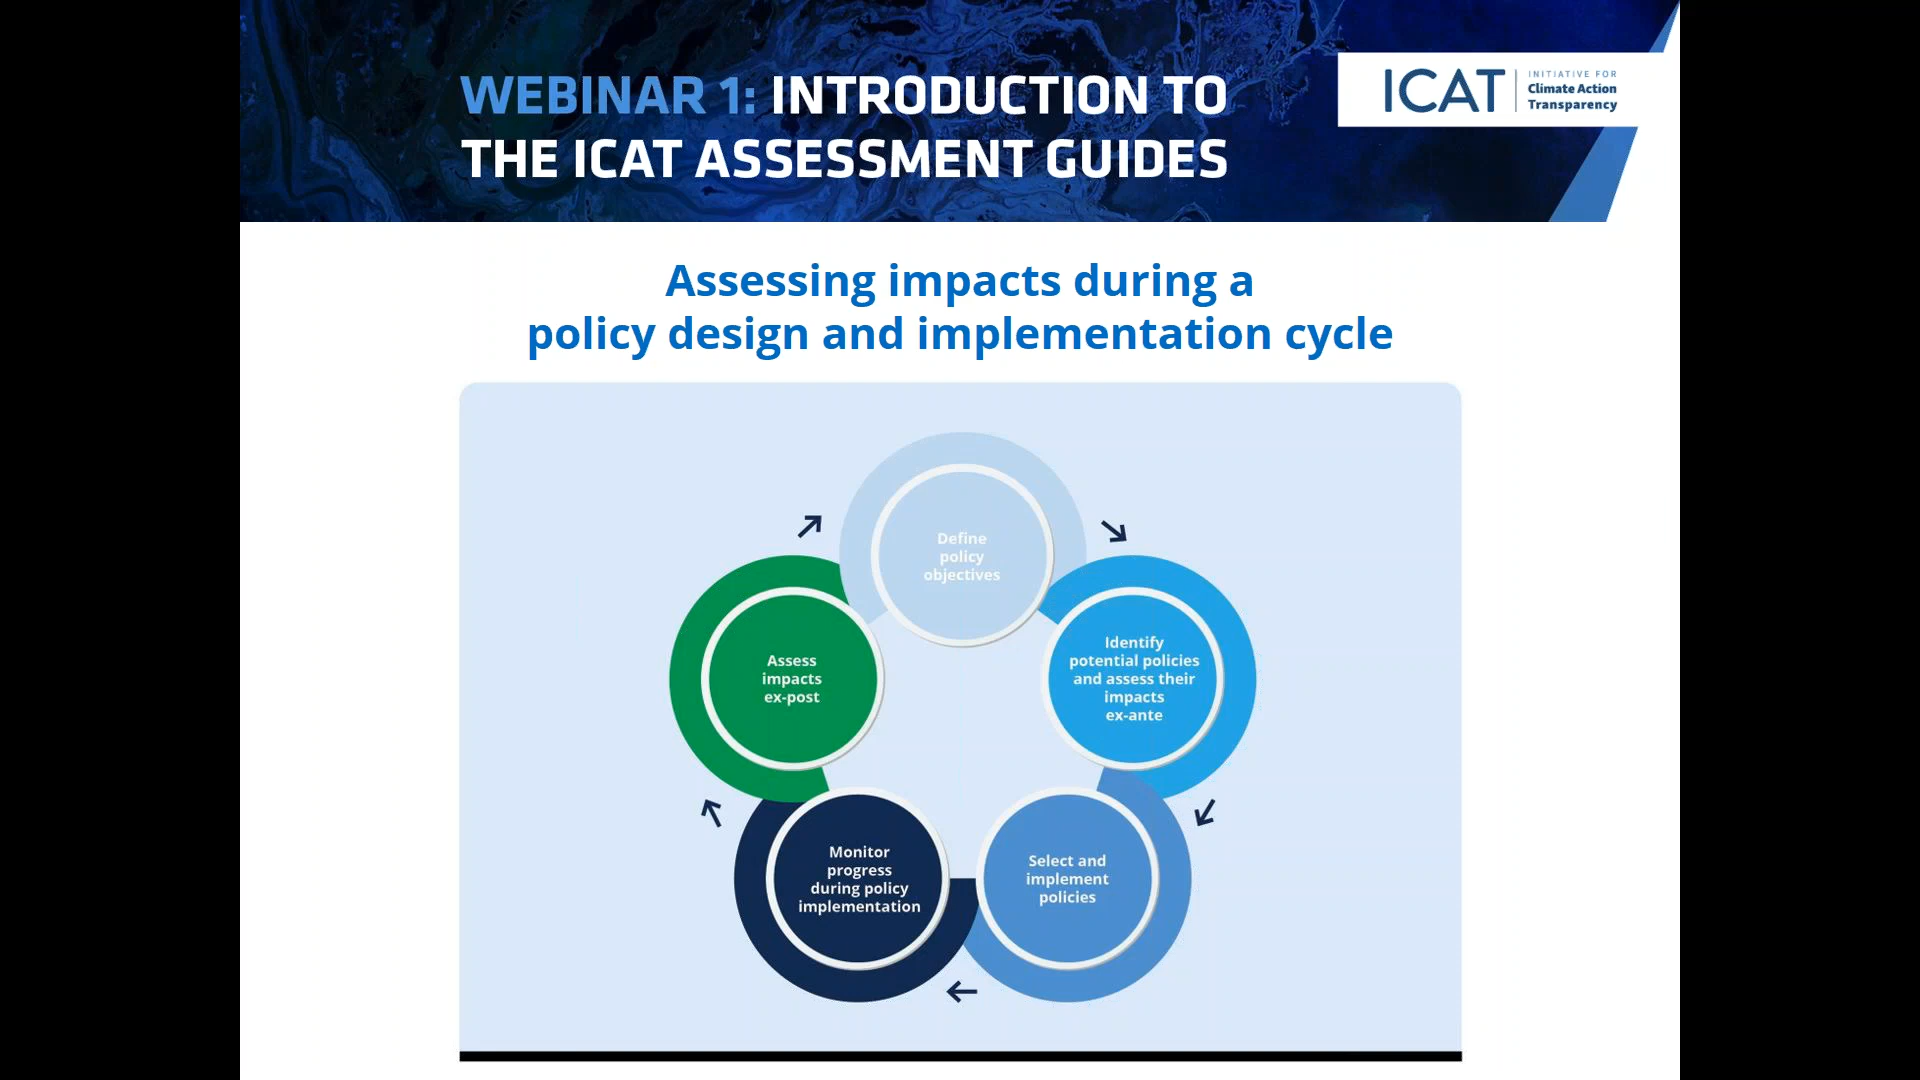 WEBINAR 1: INTRODUCTION TO
THE ICAT ASSESSMENT GUIDES
ICAT
INITIATIVE FOR
Climate Action
Transparency
Assessing impacts during a
policy design and implementation cycle
Define
policy
objectives
Identify
potential policies
and assess their
impacts
ex-ante
Select and
implement
policies
Monitor
progress
during policy
implementation
Assess
impacts
ex-post